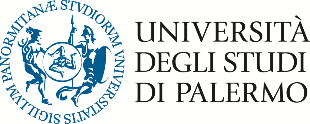 SIGILLVM PANORMITANÆ STVDIORVM VNIVERSITATIS
UNIVERSITÀ
DEGLI STUDI
DI PALERMO